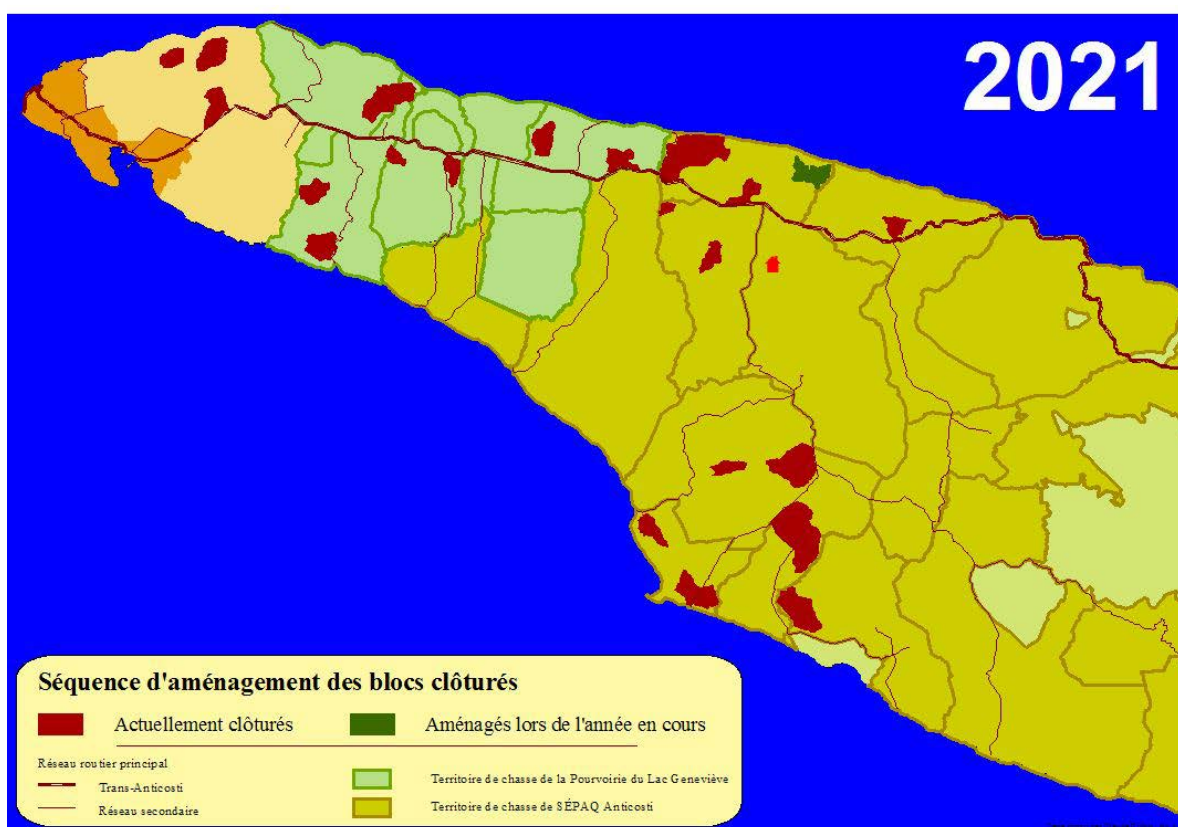 2021
Séquence d'aménagement des blocs clôturés
Actuellement clôturés
Aménagés lors de l'année en cours
Réseau routier principal
Trans-Anticosti
Réseau secondaire
Territoire de chasse de la Pourvoirie du Lac Geneviève
Territoire de chasse de SÉPAQ Anticosti